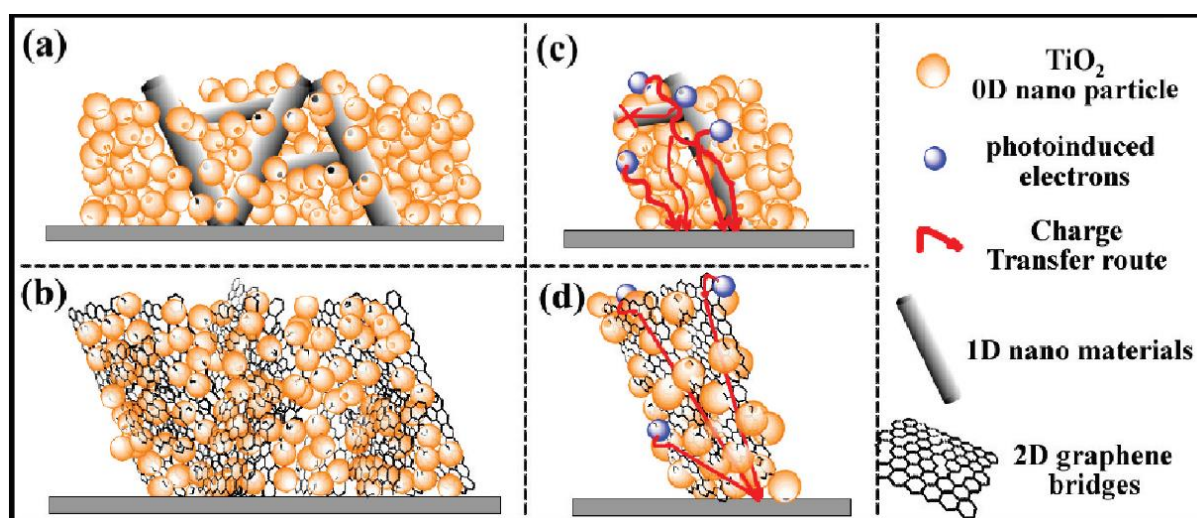 (a)
(c)
(b)
(d)
TiO₂
0D nano particle
photoinduced
electrons
Charge
Transfer route
1D nano materials
2D graphene
bridges